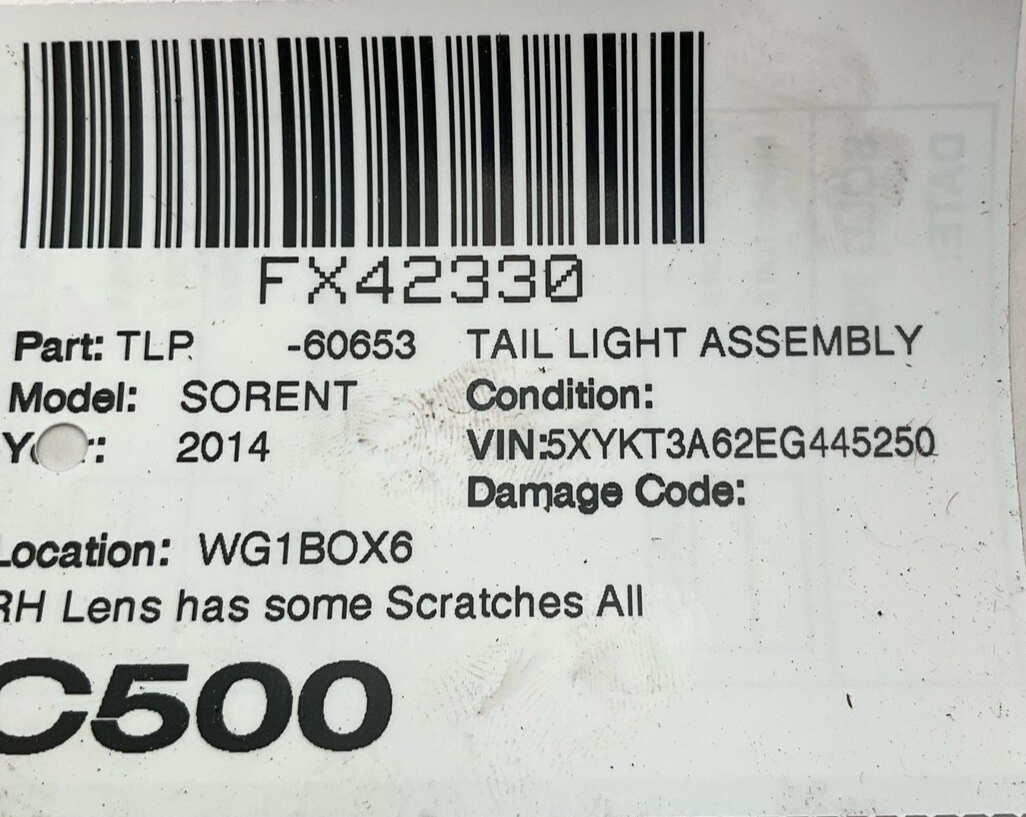 FX42330
Part: TLP -60653 TAIL LIGHT ASSEMBLY
Model: SORENT Condition:
2014 VIN:5XYKT3A62EG445250
Damage Code:
Location: WG1BOX6
RH Lens has some Scratches All
C500